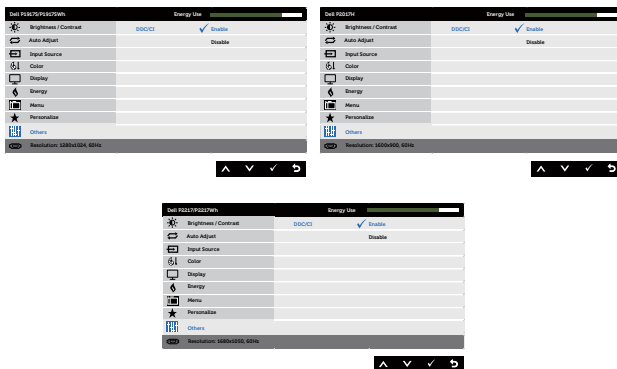 Dell P1917S/P1917SWh Energy Use
Brightness / Contrast DDC/CI Enable
Auto Adjust Disable
Input Source
Color
Display
Energy
Menu
Personalize
Others
Resolution: 1280x1024, 60Hz
Dell P2017H Energy Use
Brightness / Contrast DDC/CI Enable
Auto Adjust Disable
Input Source
Color
Display
Energy
Menu
Personalize
Others
Resolution: 1600x900, 60Hz
Dell P2217/P2217Wh Energy Use
Brightness / Contrast DDC/CI Enable
Auto Adjust Disable
Input Source
Color
Display
Energy
Menu
Personalize
Others
Resolution: 1680x1050, 60Hz